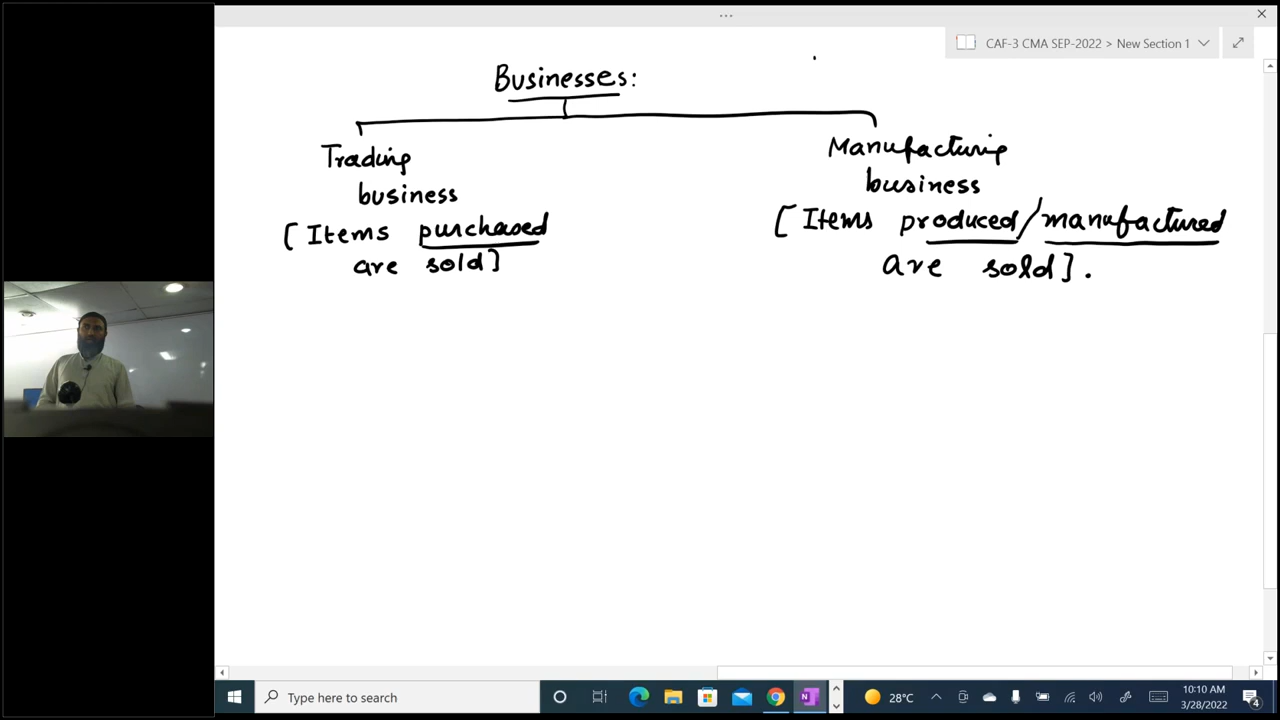 CAF-3 CMA SEP-2022 > New Section 1
Businesses:
Trading
business
[Items purchased
are sold]
Manufacturing
business
[Items produced/manufactured
are sold].
Type here to search
28°C
10:10 AM
3/28/2022
4